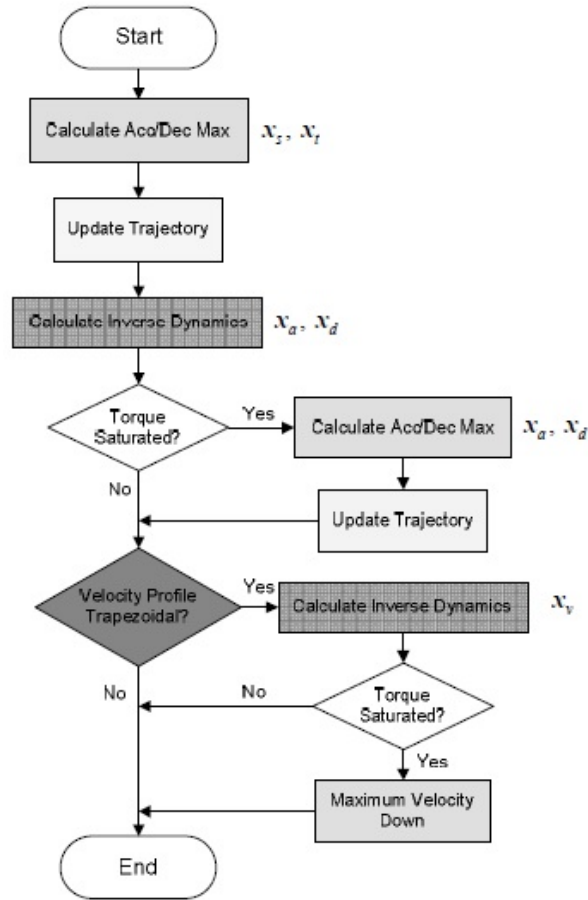 Start
Calculate Acc/Dec Max
x_s, x_t
Update Trajectory
Calculate Inverse Dynamics
x_a, x_d
Torque
Saturated?
Yes
Calculate Acc/Dec Max
x_a, x_d
No
Update Trajectory
Velocity Profile
Trapezoidal?
Yes
Calculate Inverse Dynamics
x_v
No
No
Torque
Saturated?
Yes
Maximum Velocity
Down
End